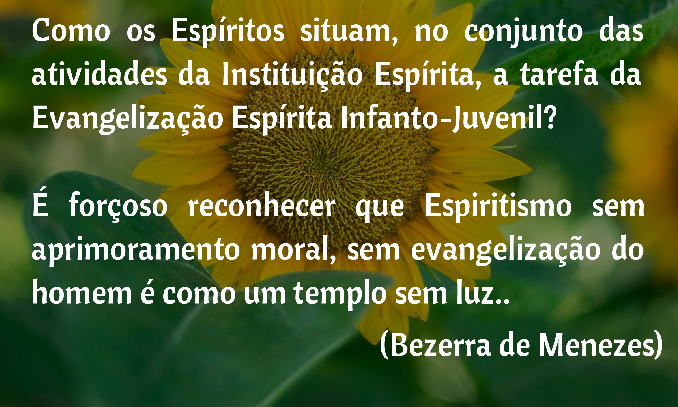 Como os Espíritos situam, no conjunto das
atividades da Instituição Espírita, a tarefa da
Evangelização Espírita Infanto-Juvenil?
É forçoso reconhecer que Espiritismo sem
aprimoramento moral, sem evangelização do
homem é como um templo sem luz..
(Bezerra de Menezes)